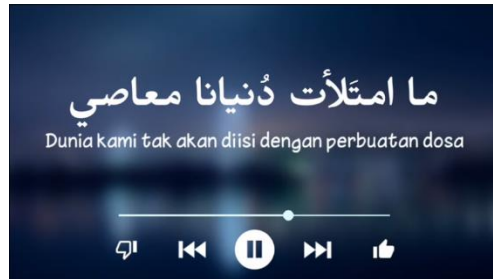 ما امتَلأت دُنيانا معاصي
Dunia kami tak akan diisi dengan perbuatan dosa